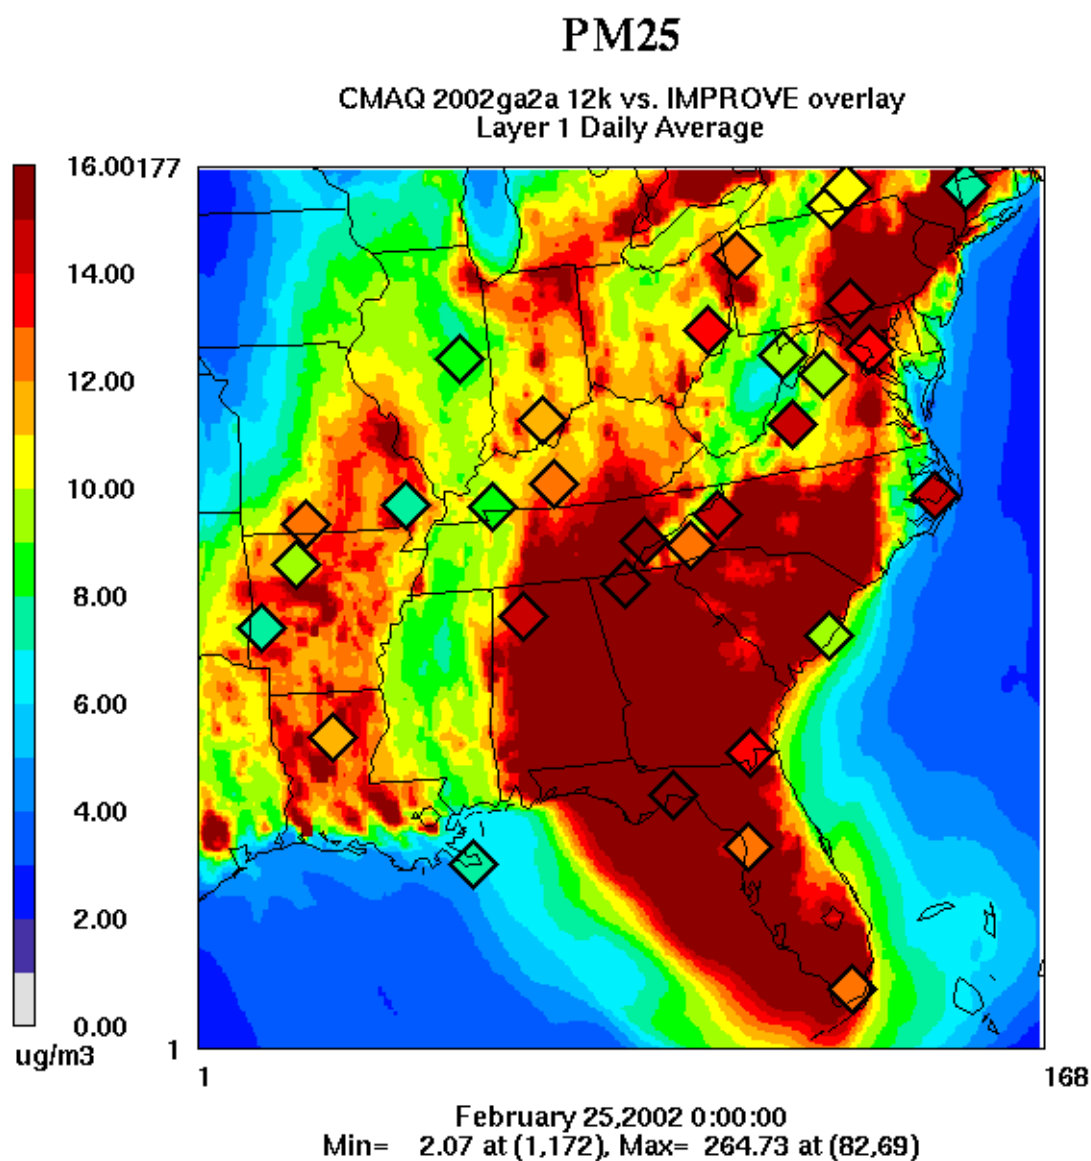 PM25
CMAQ 2002ga2a 12k vs. IMPROVE overlay
Layer 1 Daily Average
16.00
177
14.00
12.00
10.00
8.00
6.00
4.00
2.00
0.00
ug/m3
1
1
168
February 25,2002 0:00:00
Min= 2.07 at (1,172), Max= 264.73 at (82,69)